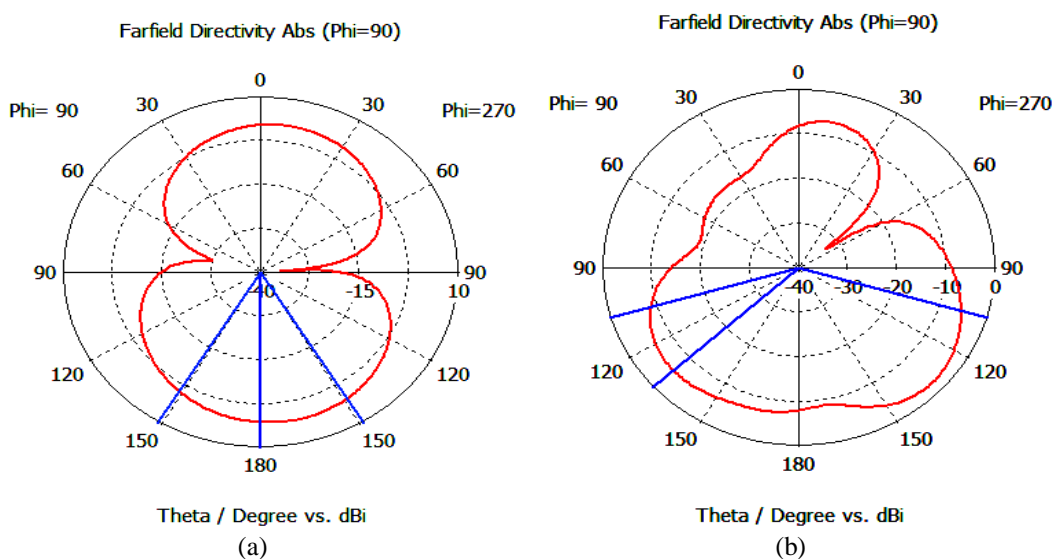 Farfield Directivity Abs (Phi=90)
0
Phi= 90 30 30 Phi=270
60 60
90 -40 -15 10 90
120 120
150 150
180
Theta / Degree vs. dBi
(a)
Farfield Directivity Abs (Phi=90)
0
Phi= 90 30 30 Phi=270
60 60
90 -40 -30 -20 -10 0 90
120 120
150 150
180
Theta / Degree vs. dBi
(b)